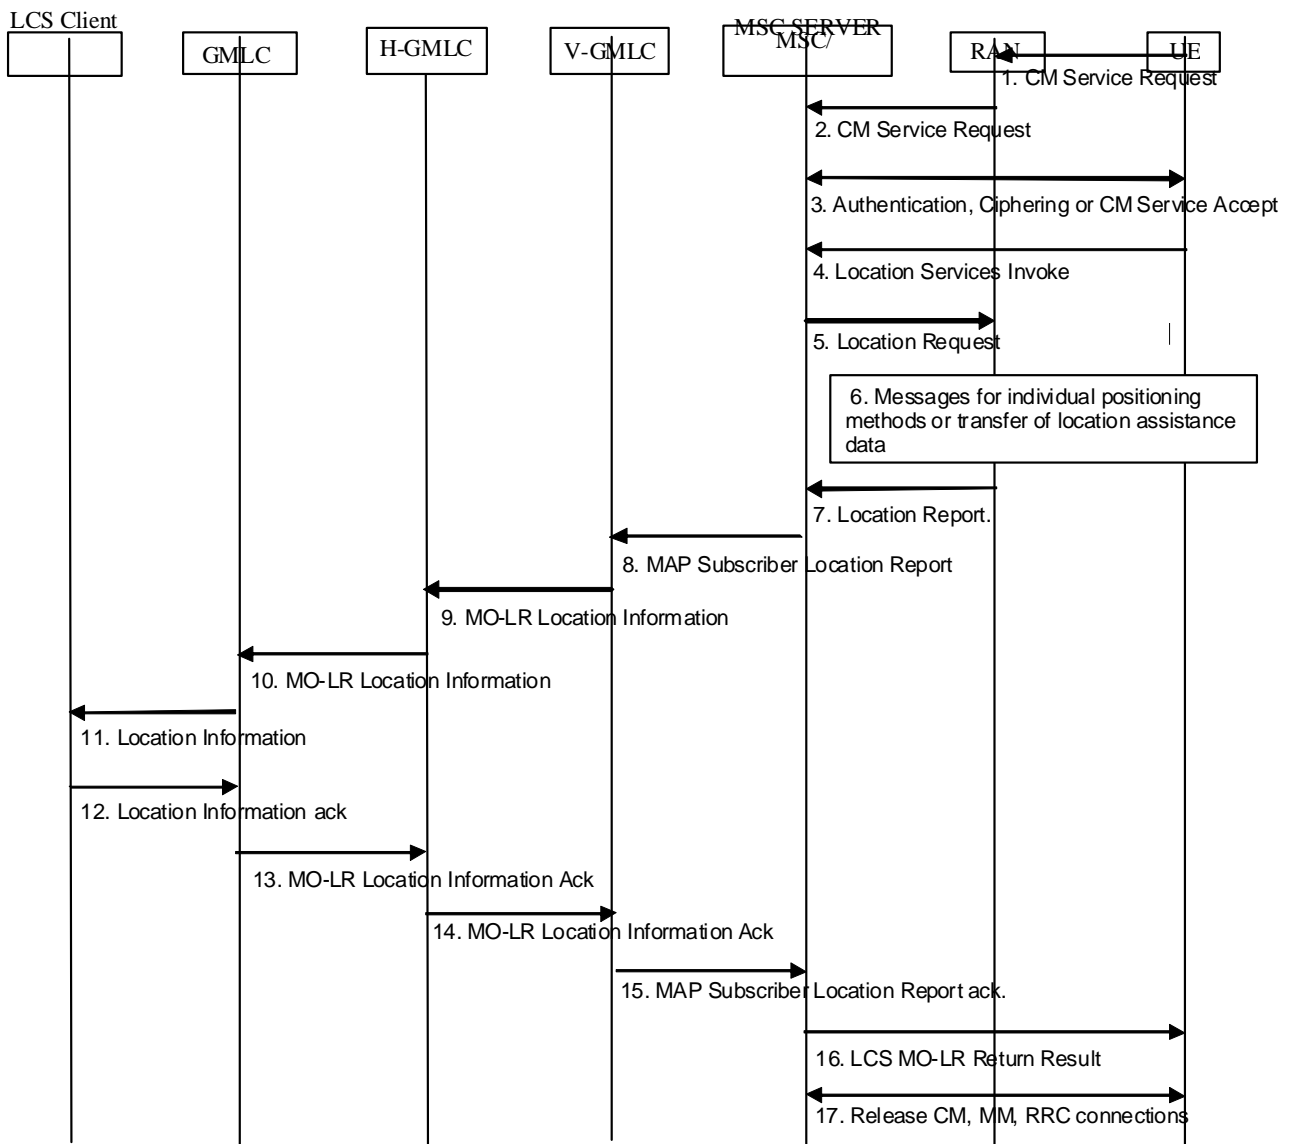 LCS Client
GMLC
H-GMLC
V-GMLC
MSC SERVER
MSC/
RAN
UE
1. CM Service Request
2. CM Service Request
3. Authentication, Ciphering or CM Service Accept
4. Location Services Invoke
5. Location Request
6. Messages for individual positioning
methods or transfer of location assistance
data
7. Location Report.
8. MAP Subscriber Location Report
9. MO-LR Location Information
10. MO-LR Location Information
11. Location Information
12. Location Information ack
13. MO-LR Location Information Ack
14. MO-LR Location Information Ack
15. MAP Subscriber Location Report ack.
16. LCS MO-LR Return Result
17. Release CM, MM, RRC connections